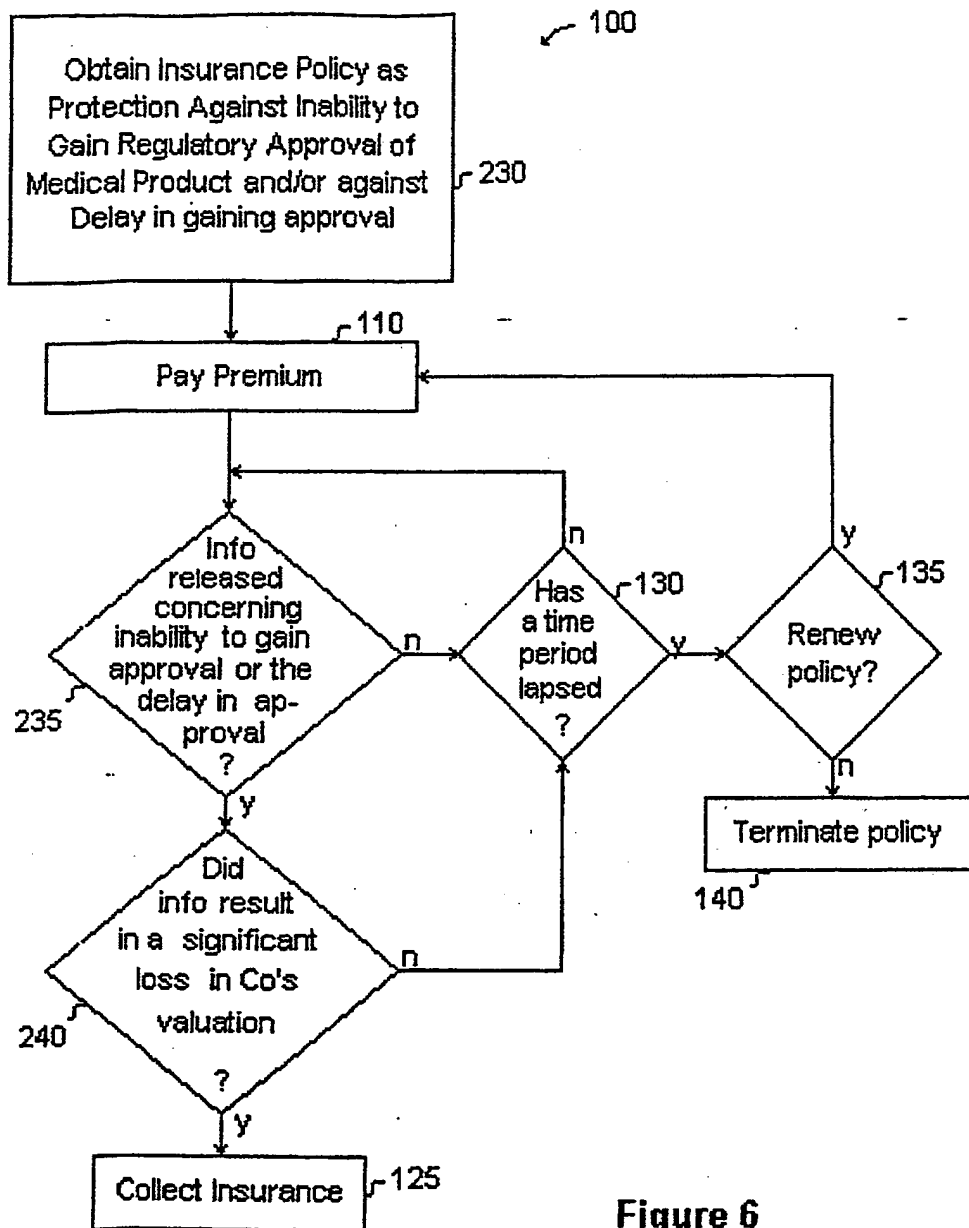 100
Obtain Insurance Policy as
Protection Against Inability to
Gain Regulatory Approval of
Medical Product and/or against
Delay in gaining approval
230
110
Pay Premium
Info
released
concerning
inability to gain
approval or the
delay in ap-
proval
?
235
n
y
n
Has
a time
period
lapsed
?
130
y
y
Renew
policy?
135
n
Terminate policy
140
Did
info result
in a significant
loss in Co's
valuation
?
240
n
y
Collect Insurance
125
Figure 6